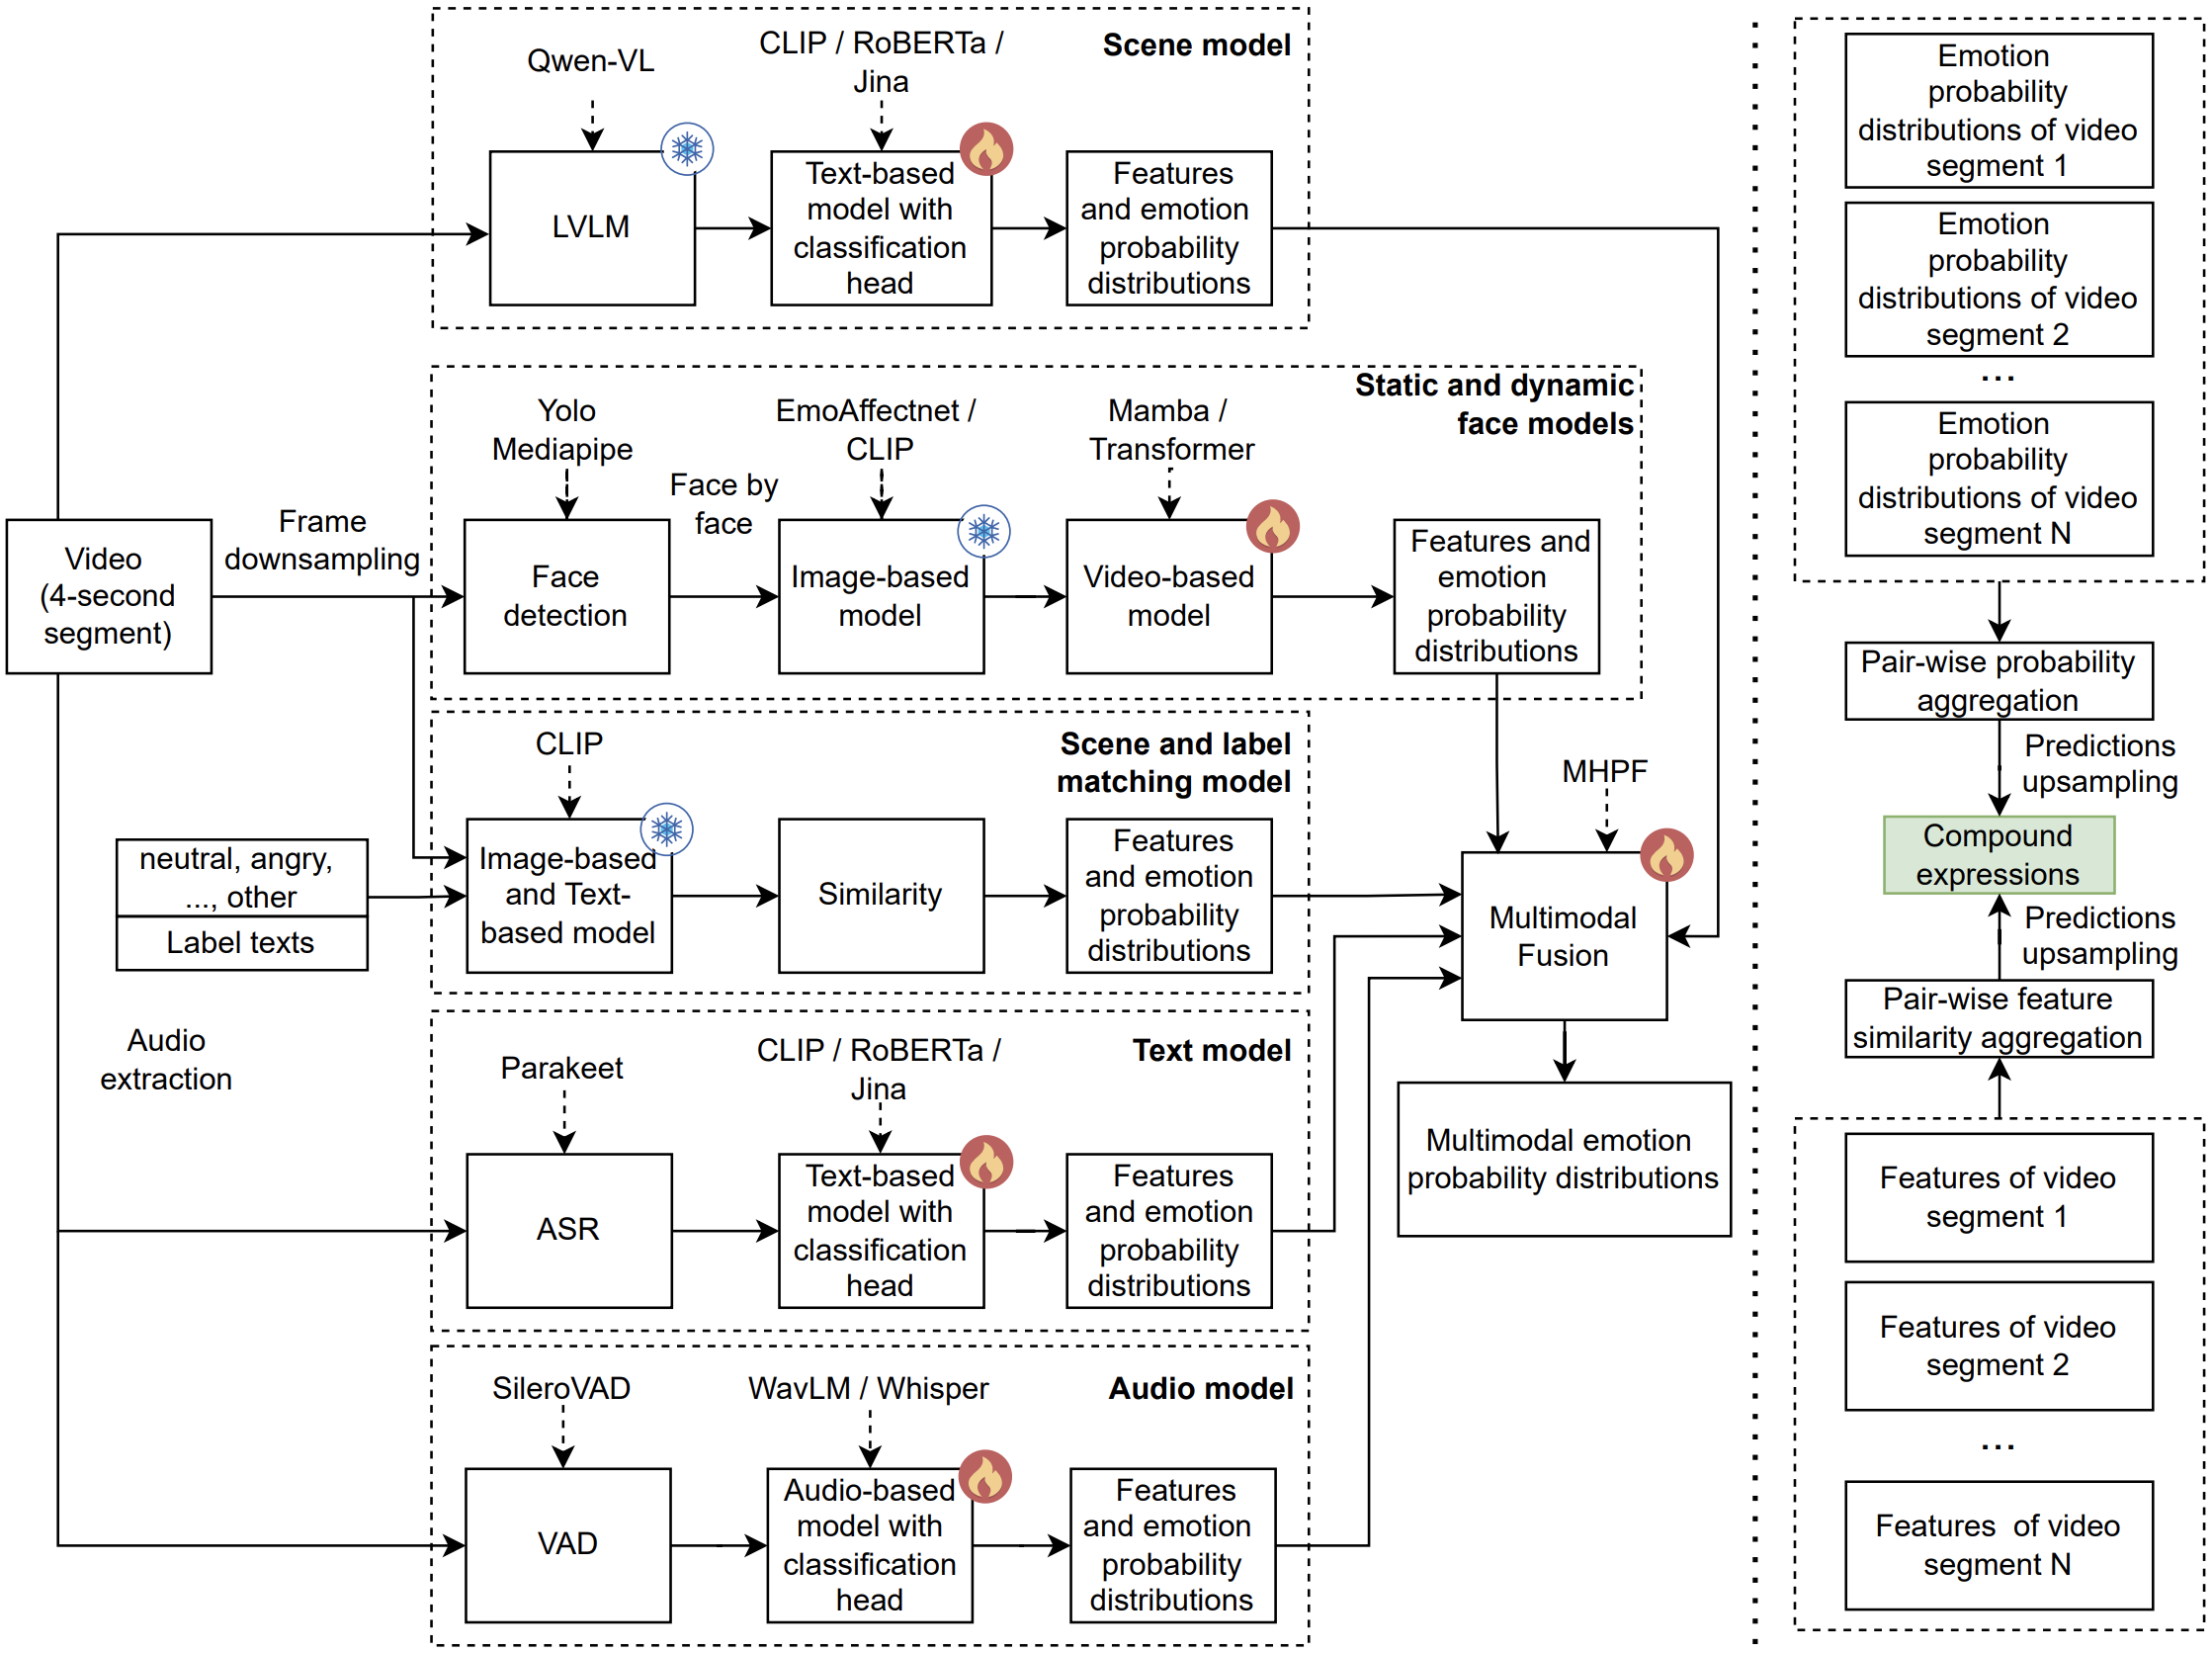 Qwen-VL
CLIP / RoBERTa /
Jina
Scene model
LVLM
Text-based
model with
classification
head
Features
and emotion
probability
distributions
Static and dynamic
face models
Yolo
Mediapipe
Face by
face
EmoAffectnet /
CLIP
Mamba /
Transformer
Video
(4-second
segment)
Frame
downsampling
Face
detection
Image-based
model
Video-based
model
Features and
emotion
probability
distributions
Scene and label
matching model
CLIP
neutral, angry,
..., other
Label texts
Image-based
and Text-
based model
Similarity
Features
and emotion
probability
distributions
MHPF
Multimodal
Fusion
Multimodal emotion
probability distributions
Audio
extraction
Text model
Parakeet
CLIP / RoBERTa /
Jina
ASR
Text-based
model with
classification
head
Features
and emotion
probability
distributions
Audio model
SileroVAD
WavLM / Whisper
VAD
Audio-based
model with
classification
head
Features
and emotion
probability
distributions
Emotion
probability
distributions of video
segment 1
Emotion
probability
distributions of video
segment 2
...
Emotion
probability
distributions of video
segment N
Pair-wise probability
aggregation
Predictions
upsampling
Compound
expressions
Predictions
upsampling
Pair-wise feature
similarity aggregation
Features of video
segment 1
Features of video
segment 2
...
Features of video
segment N